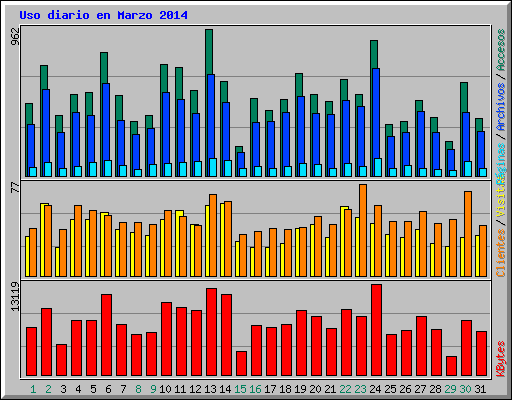 Uso diario en Marzo 2014
962
77
13119
Clientes / Visitas
Páginas / Archivos / Accesos
KBytes
1 2 3 4 5 6 7 8 9 10 11 12 13 14 15 16 17 18 19 20 21 22 23 24 25 26 27 28 29 30 31